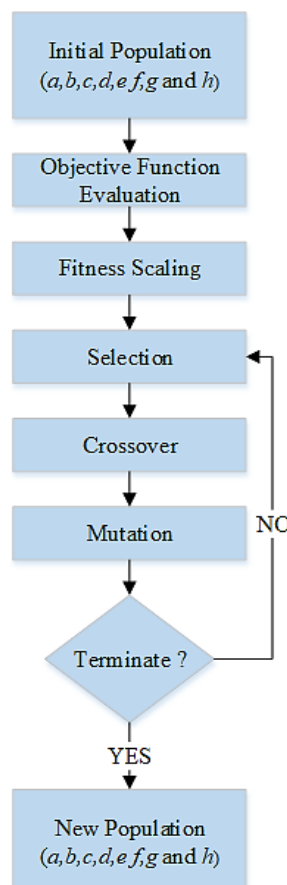 Initial Population
(a,b,c,d,e f,g and h)
Objective Function
Evaluation
Fitness Scaling
Selection
Crossover
Mutation
NO
Terminate ?
YES
New Population
(a,b,c,d,e f,g and h)